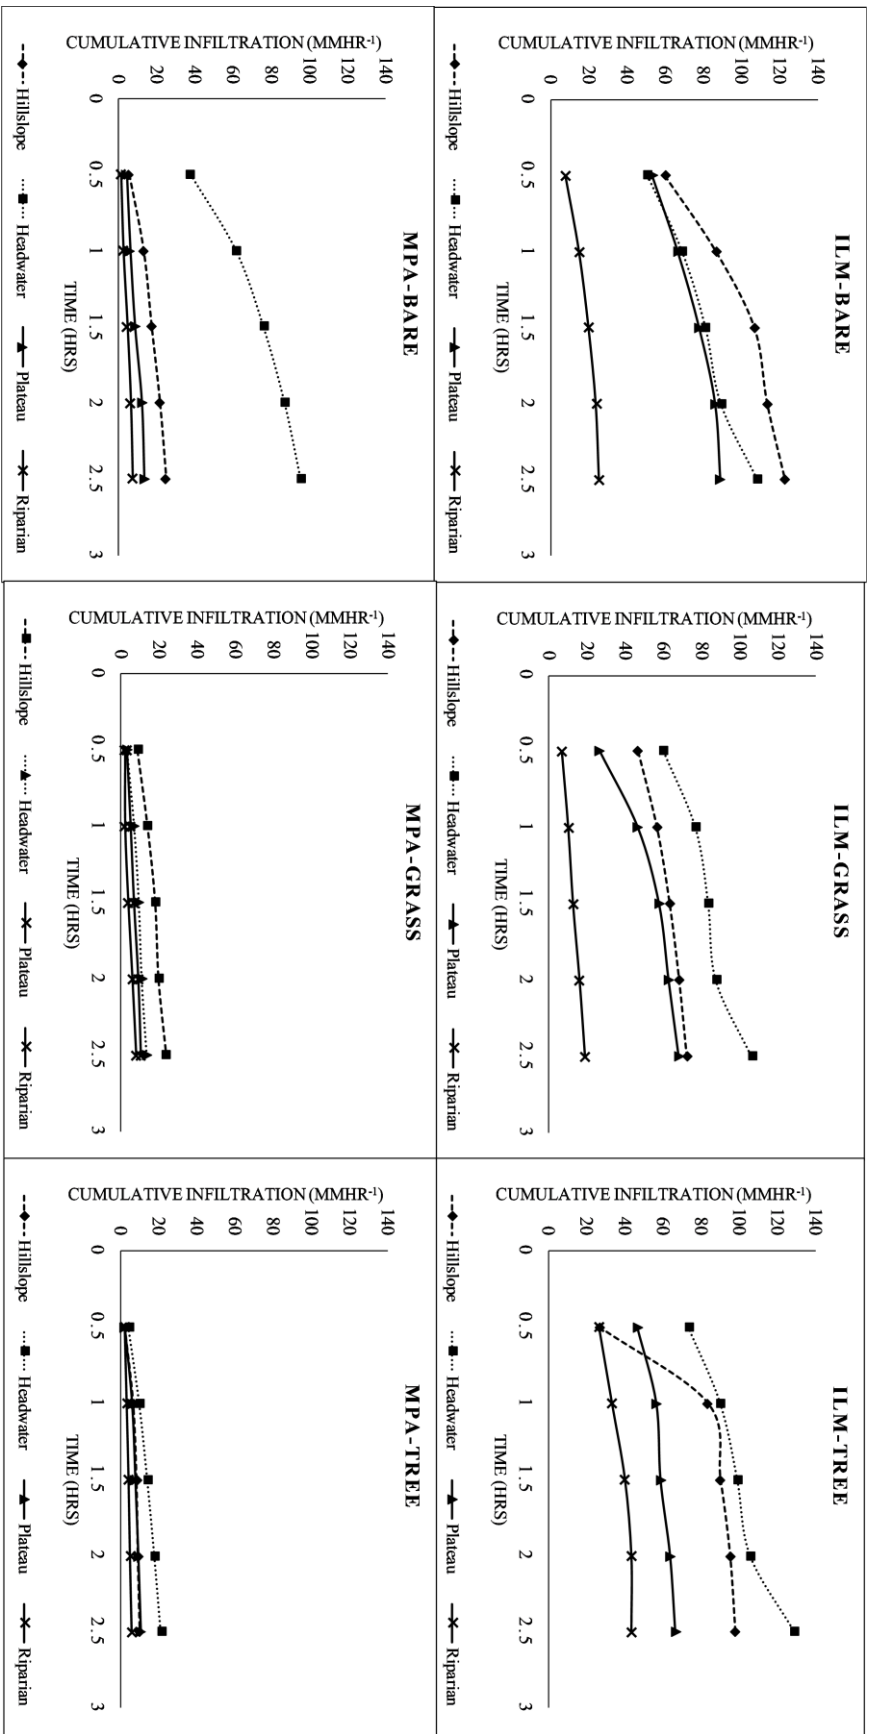 ILM-BARE
CUMULATIVE INFILTRATION (MMHR-1)
140
120
100
80
60
40
20
0
0
0.5
1
1.5
2
2.5
3
TIME (HRS)
Hillslope
Headwater
Plateau
Riparian
ILM-GRASS
CUMULATIVE INFILTRATION (MMHR-1)
140
120
100
80
60
40
20
0
0
0.5
1
1.5
2
2.5
3
TIME (HRS)
Hillslope
Headwater
Plateau
Riparian
ILM-TREE
CUMULATIVE INFILTRATION (MMHR-1)
140
120
100
80
60
40
20
0
0
0.5
1
1.5
2
2.5
3
TIME (HRS)
Hillslope
Headwater
Plateau
Riparian
MPA-BARE
CUMULATIVE INFILTRATION (MMHR-1)
140
120
100
80
60
40
20
0
0
0.5
1
1.5
2
2.5
3
TIME (HRS)
Hillslope
Headwater
Plateau
Riparian
MPA-GRASS
CUMULATIVE INFILTRATION (MMHR-1)
140
120
100
80
60
40
20
0
0
0.5
1
1.5
2
2.5
3
TIME (HRS)
Hillslope
Headwater
Plateau
Riparian
MPA-TREE
CUMULATIVE INFILTRATION (MMHR-1)
140
120
100
80
60
40
20
0
0
0.5
1
1.5
2
2.5
3
TIME (HRS)
Hillslope
Headwater
Plateau
Riparian